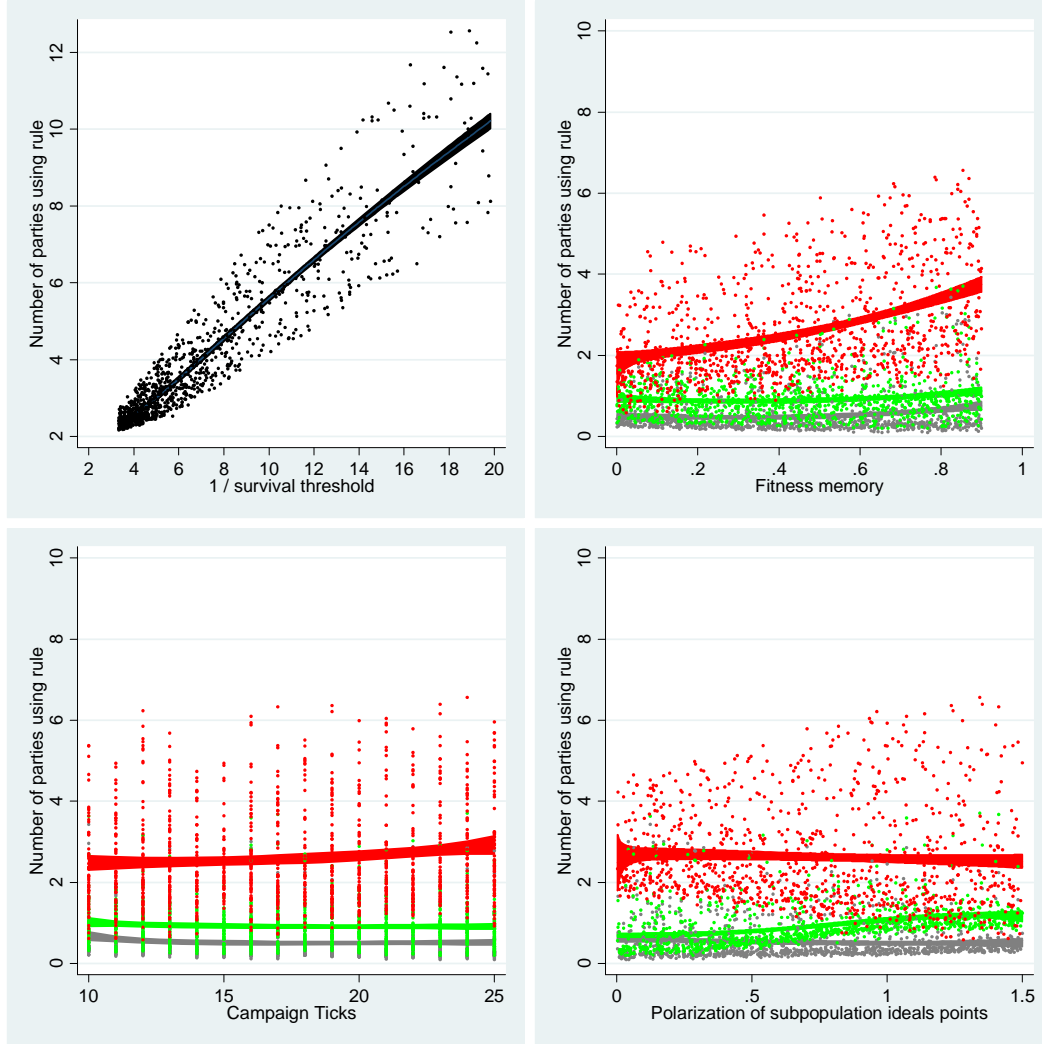 Number of parties using rule
12
10
8
6
4
2
2 4 6 8 10 12 14 16 18 20
1 / survival threshold
Number of parties using rule
10
8
6
4
2
0
0 .2 .4 .6 .8 1
Fitness memory
Number of parties using rule
10
8
6
4
2
0
10 15 20 25
Campaign Ticks
Number of parties using rule
10
8
6
4
2
0
0 .5 1 1.5
Polarization of subpopulation ideals points